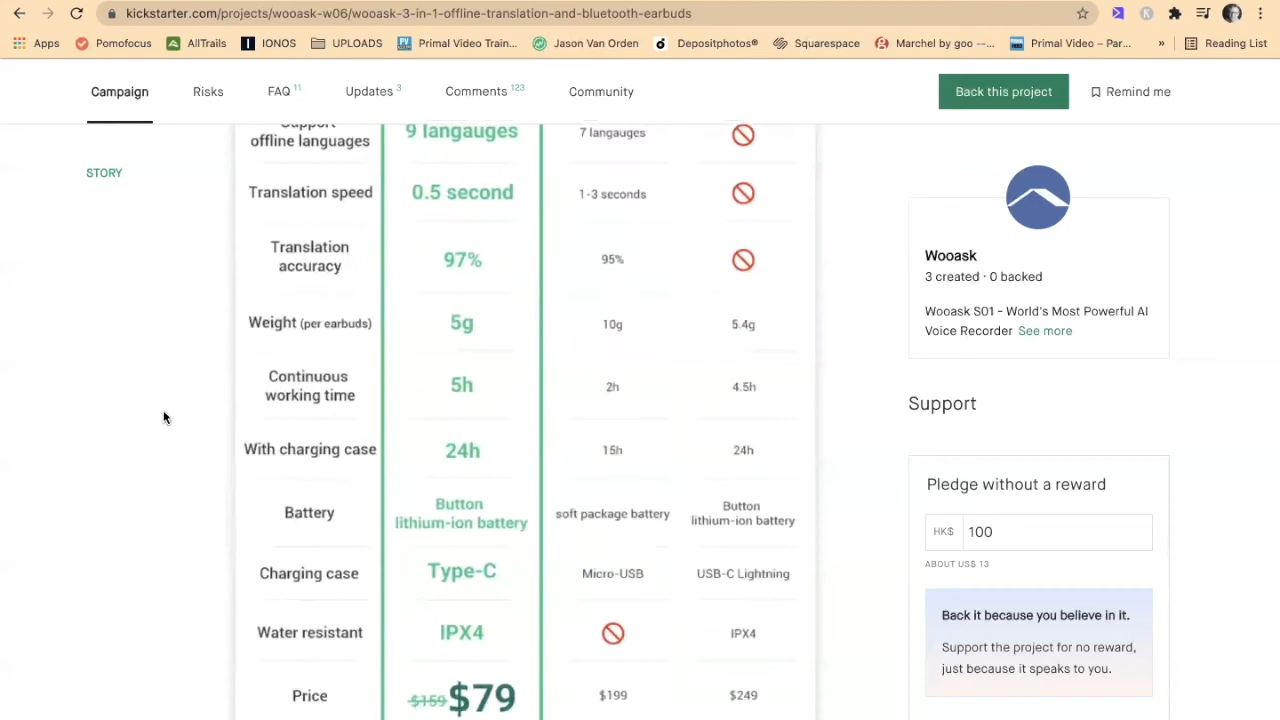 kickstarter.com/projects/wooask-w06/wooask-3-in-1-offline-translation-and-bluetooth-earbuds
Apps
Pomofocus
AllTrails
IONOS
UPLOADS
Primal Video Train...
Jason Van Orden
Depositphotos®
Squarespace
Marchel by goo --...
Primal Video – Par...
»
Reading List
Campaign
Risks
FAQ 11
Updates 3
Comments 123
Community
Back this project
Remind me
STORY
Support
offline languages
9 langauges
7 langauges
Translation speed
0.5 second
1-3 seconds
Translation
accuracy
97%
95%
Weight (per earbuds)
5g
10g
5.4g
Continuous
working time
5h
2h
4.5h
With charging case
24h
15h
24h
Battery
Button
lithium-ion battery
soft package battery
Button
lithium-ion battery
Charging case
Type-C
Micro-USB
USB-C Lightning
Water resistant
IPX4
IPX4
Price
$159 $79
$199
$249
Wooask
3 created · 0 backed
Wooask S01 - World's Most Powerful AI
Voice Recorder See more
Support
Pledge without a reward
HK$ 100
ABOUT US$ 13
Back it because you believe in it.
Support the project for no reward,
just because it speaks to you.